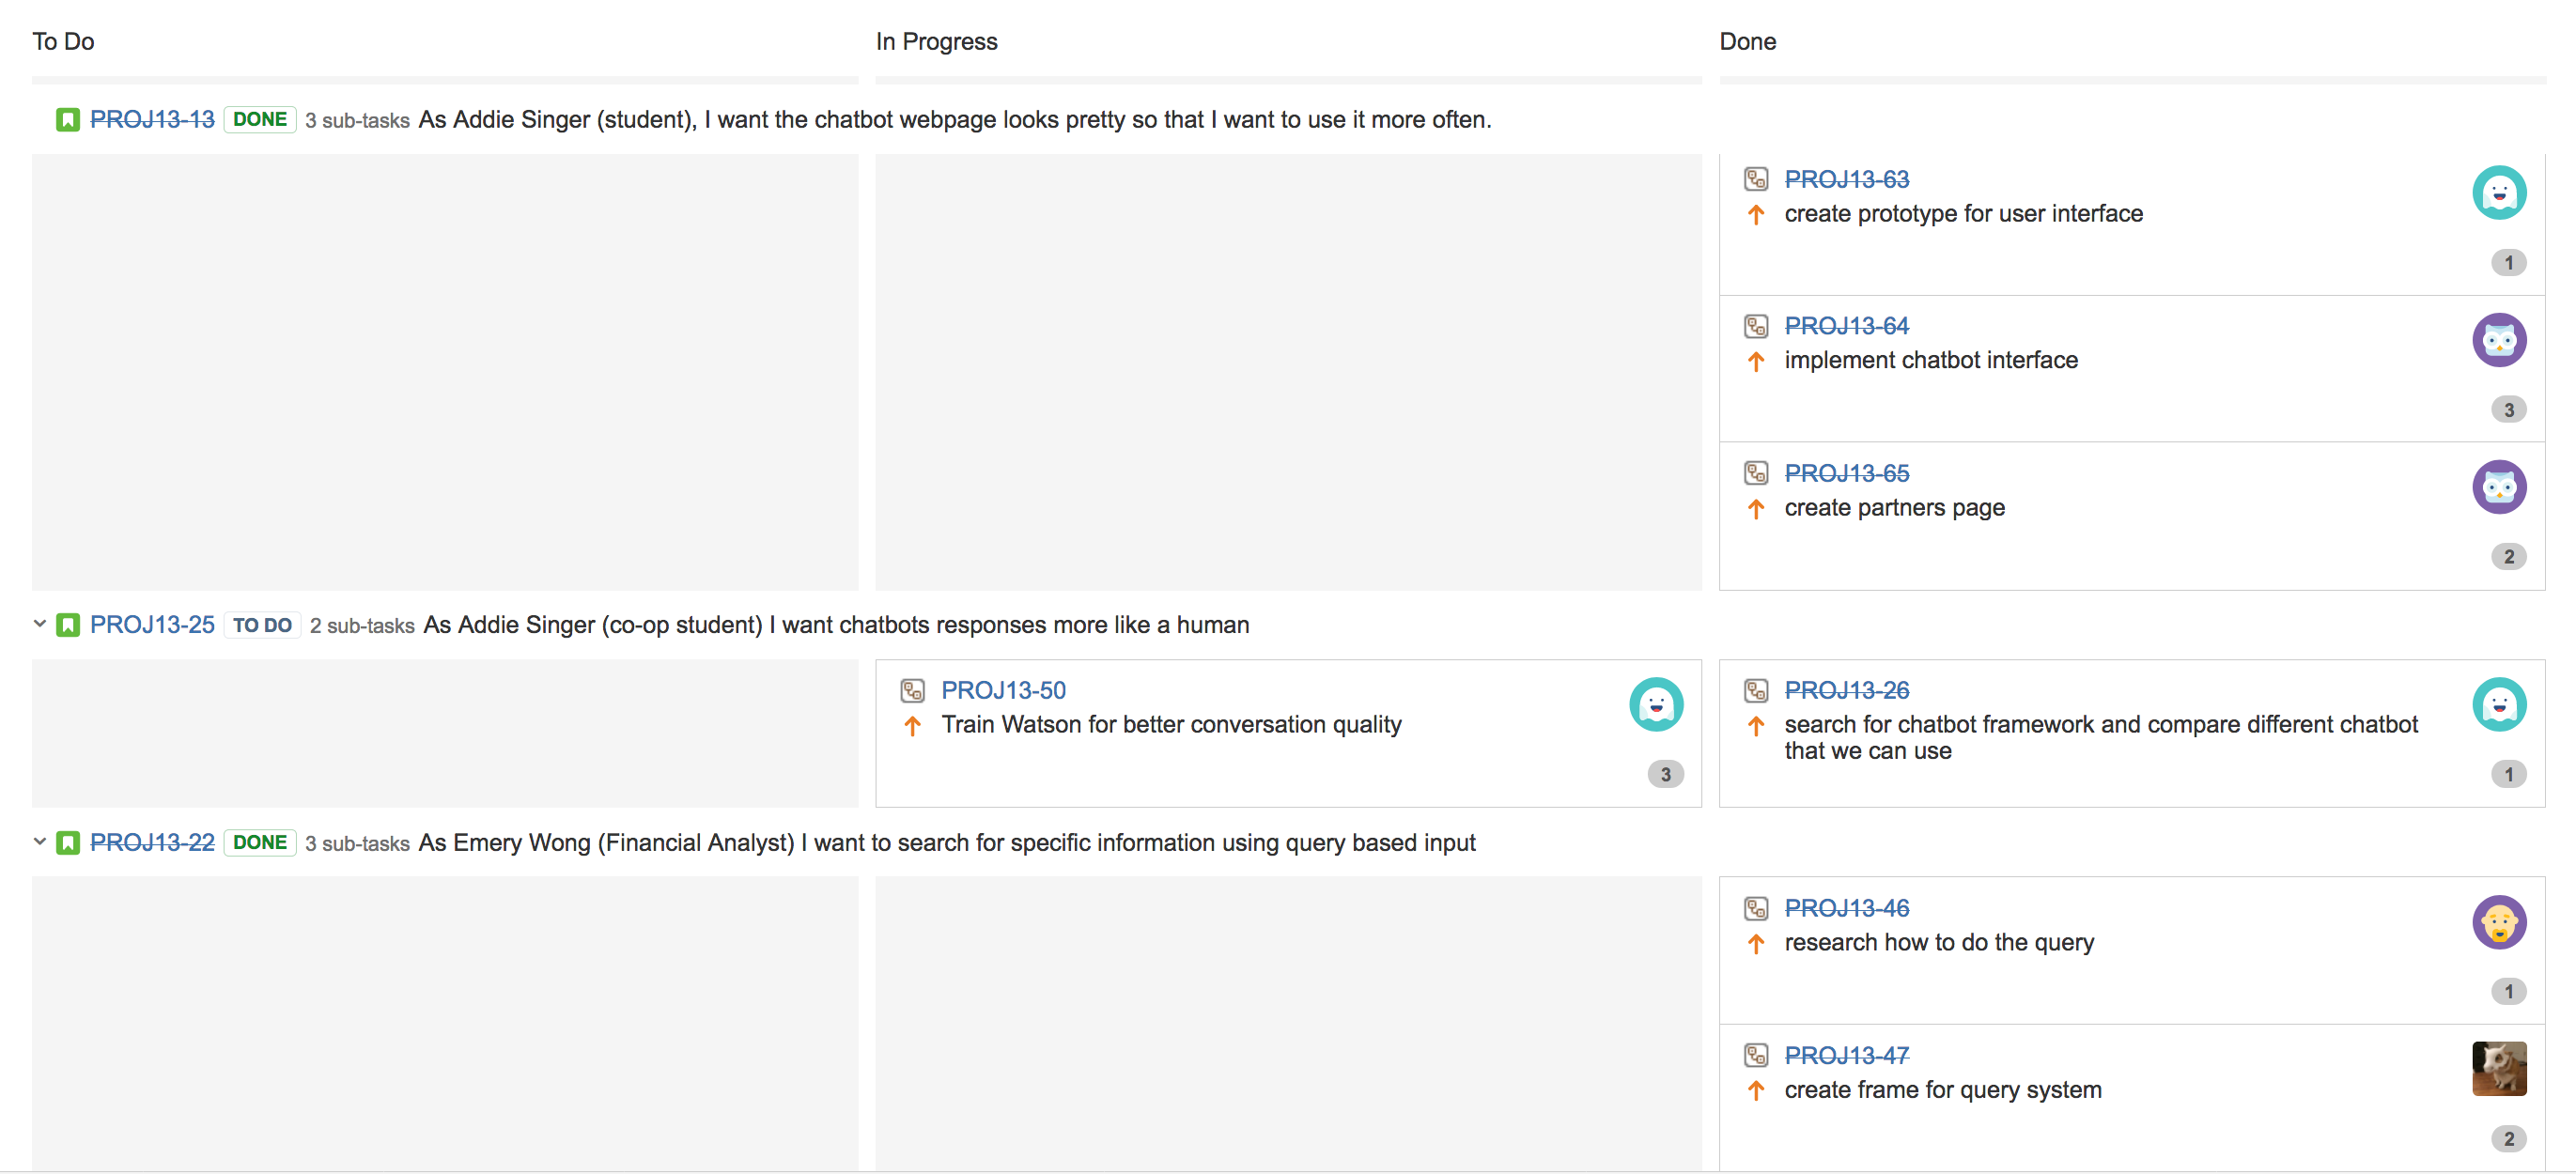 To Do
In Progress
Done
PROJ13-13 DONE 3 sub-tasks As Addie Singer (student), I want the chatbot webpage looks pretty so that I want to use it more often.
PROJ13-63
create prototype for user interface
1
PROJ13-64
implement chatbot interface
3
PROJ13-65
create partners page
2
PROJ13-25 TO DO 2 sub-tasks As Addie Singer (co-op student) I want chatbots responses more like a human
PROJ13-50
Train Watson for better conversation quality
3
PROJ13-26
search for chatbot framework and compare different chatbot
that we can use
1
PROJ13-22 DONE 3 sub-tasks As Emery Wong (Financial Analyst) I want to search for specific information using query based input
PROJ13-46
research how to do the query
1
PROJ13-47
create frame for query system
2